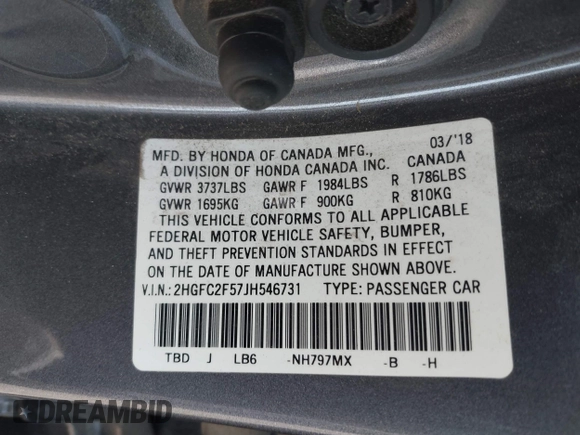 MFD. BY HONDA OF CANADA MFG., 03/'18
A DIVISION OF HONDA CANADA INC. CANADA
GVWR 3737LBS GAWR F 1984LBS R 1786LBS
GVWR 1695KG GAWR F 900KG R 810KG
THIS VEHICLE CONFORMS TO ALL APPLICABLE
FEDERAL MOTOR VEHICLE SAFETY, BUMPER,
AND THEFT PREVENTION STANDARDS IN EFFECT
ON THE DATE OF MANUFACTURE SHOWN ABOVE.
V.I.N.: 2HGFC2F57JH546731 TYPE: PASSENGER CAR
TBD J LB6 -NH797MX -B -H
DREAMBID